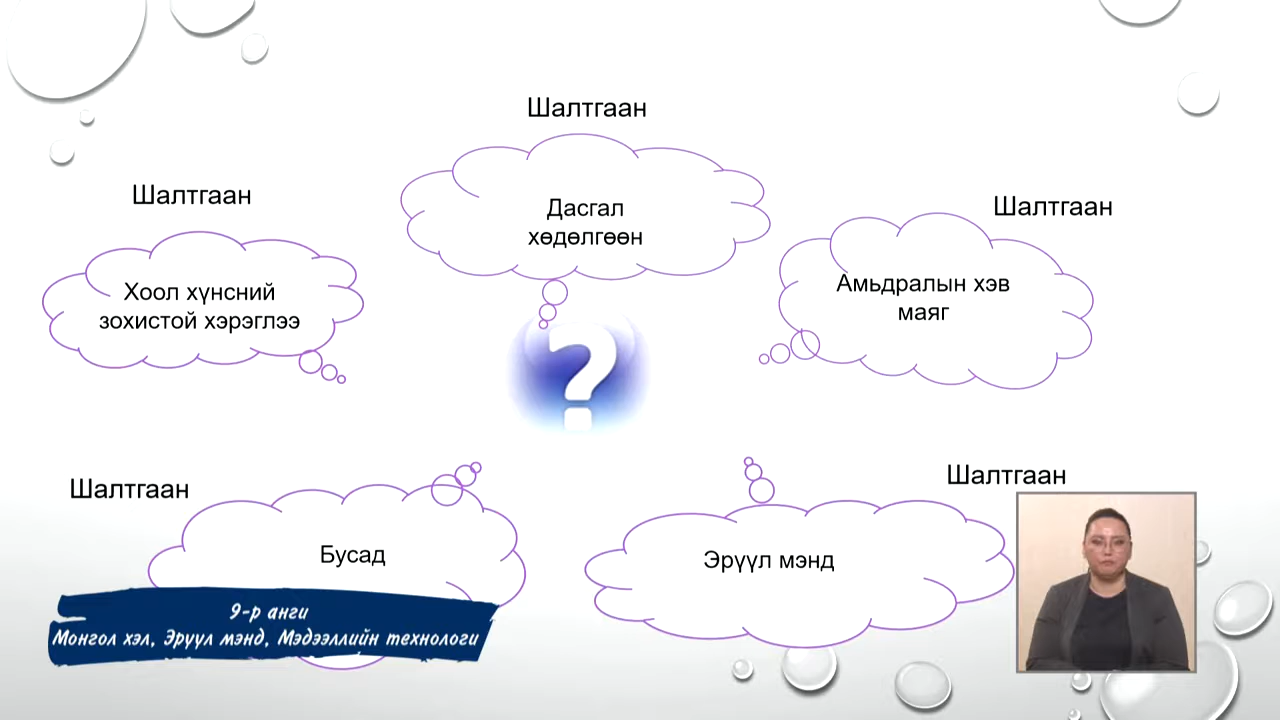 Шалтгаан
Дасгал
хөдөлгөөн
Шалтгаан
Хоол хүнсний
зохистой хэрэглээ
Шалтгаан
Амьдралын хэв
маяг
?
Шалтгаан
Бусад
Шалтгаан
Эрүүл мэнд
9-р анги
Монгол хэл, Эрүүл мэнд, Мэдээллийн технологи